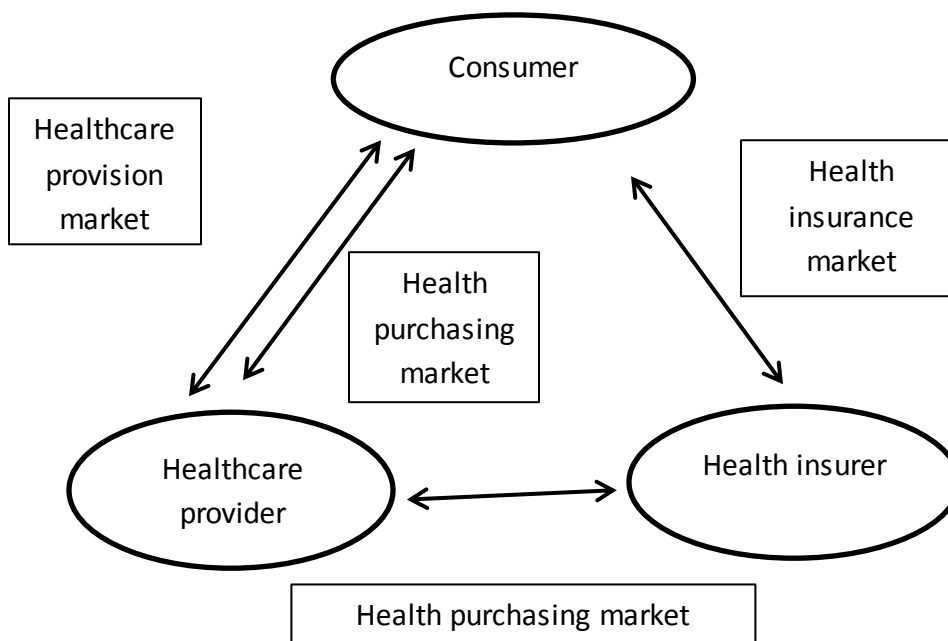 Consumer
Healthcare
provision
market
Health
insurance
market
Health
purchasing
market
Healthcare
provider
Health insurer
Health purchasing market